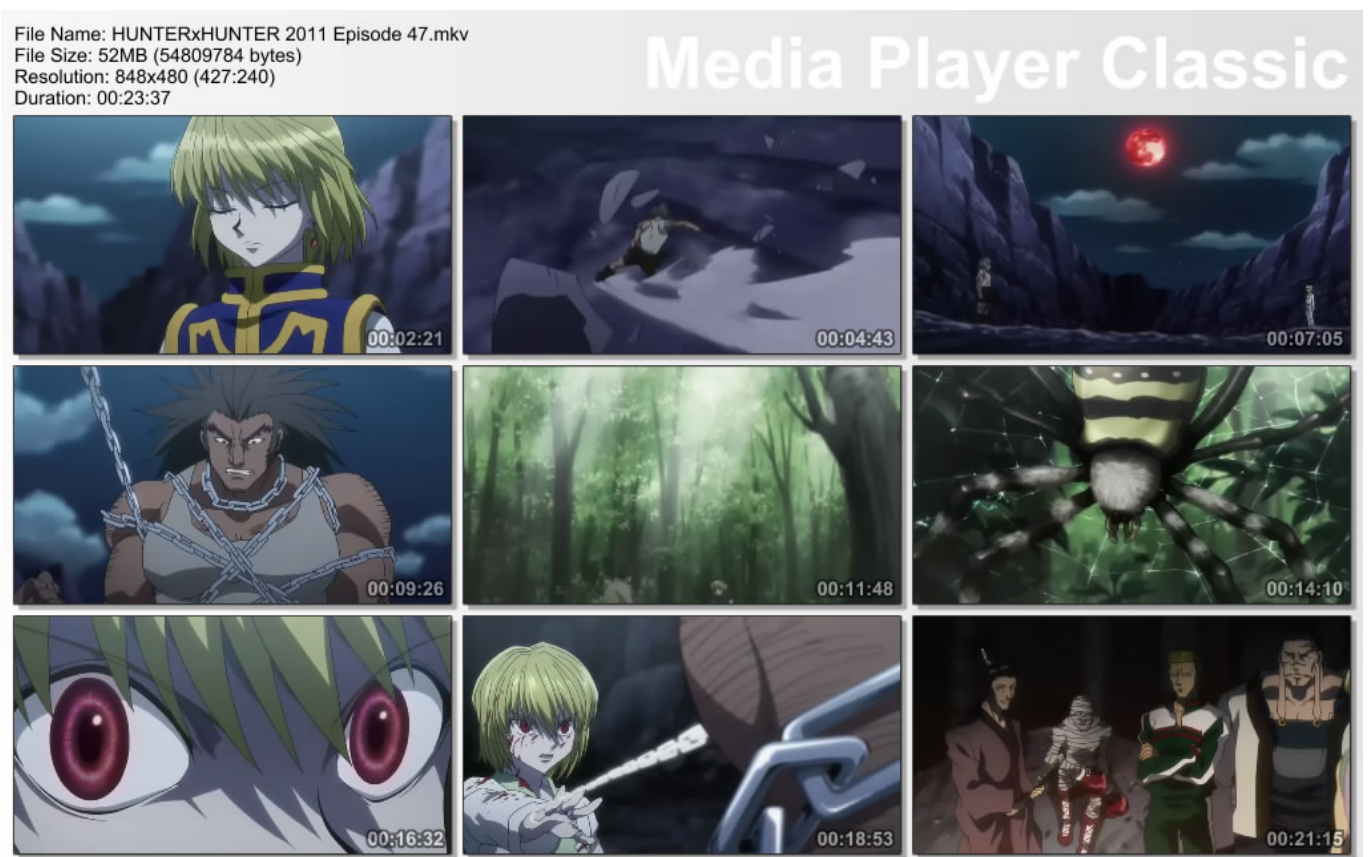 File Name: HUNTERxHUNTER 2011 Episode 47.mkv
File Size: 52MB (54809784 bytes)
Resolution: 848x480 (427:240)
Duration: 00:23:37
Media Player Classic
00:02:21
00:04:43
00:07:05
00:09:26
00:11:48
00:14:10
00:16:32
00:18:53
00:21:15